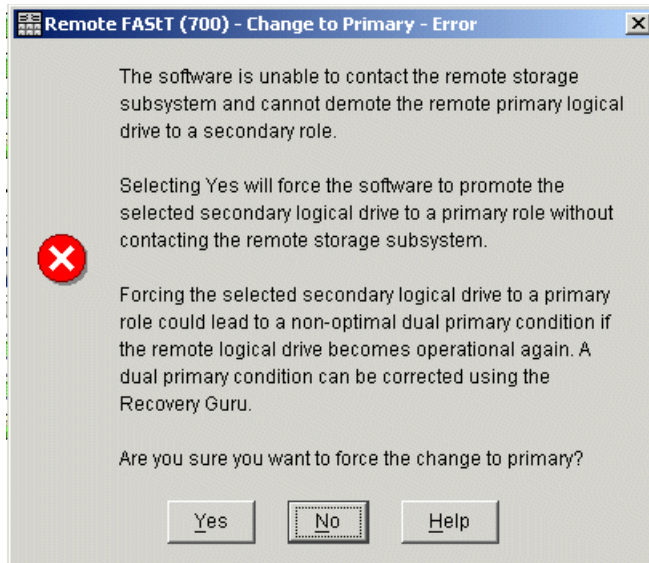 Remote FAStT (700) - Change to Primary - Error
The software is unable to contact the remote storage
subsystem and cannot demote the remote primary logical
drive to a secondary role.
Selecting Yes will force the software to promote the
selected secondary logical drive to a primary role without
contacting the remote storage subsystem.
Forcing the selected secondary logical drive to a primary
role could lead to a non-optimal dual primary condition if
the remote logical drive becomes operational again. A
dual primary condition can be corrected using the
Recovery Guru.
Are you sure you want to force the change to primary?
Yes No Help